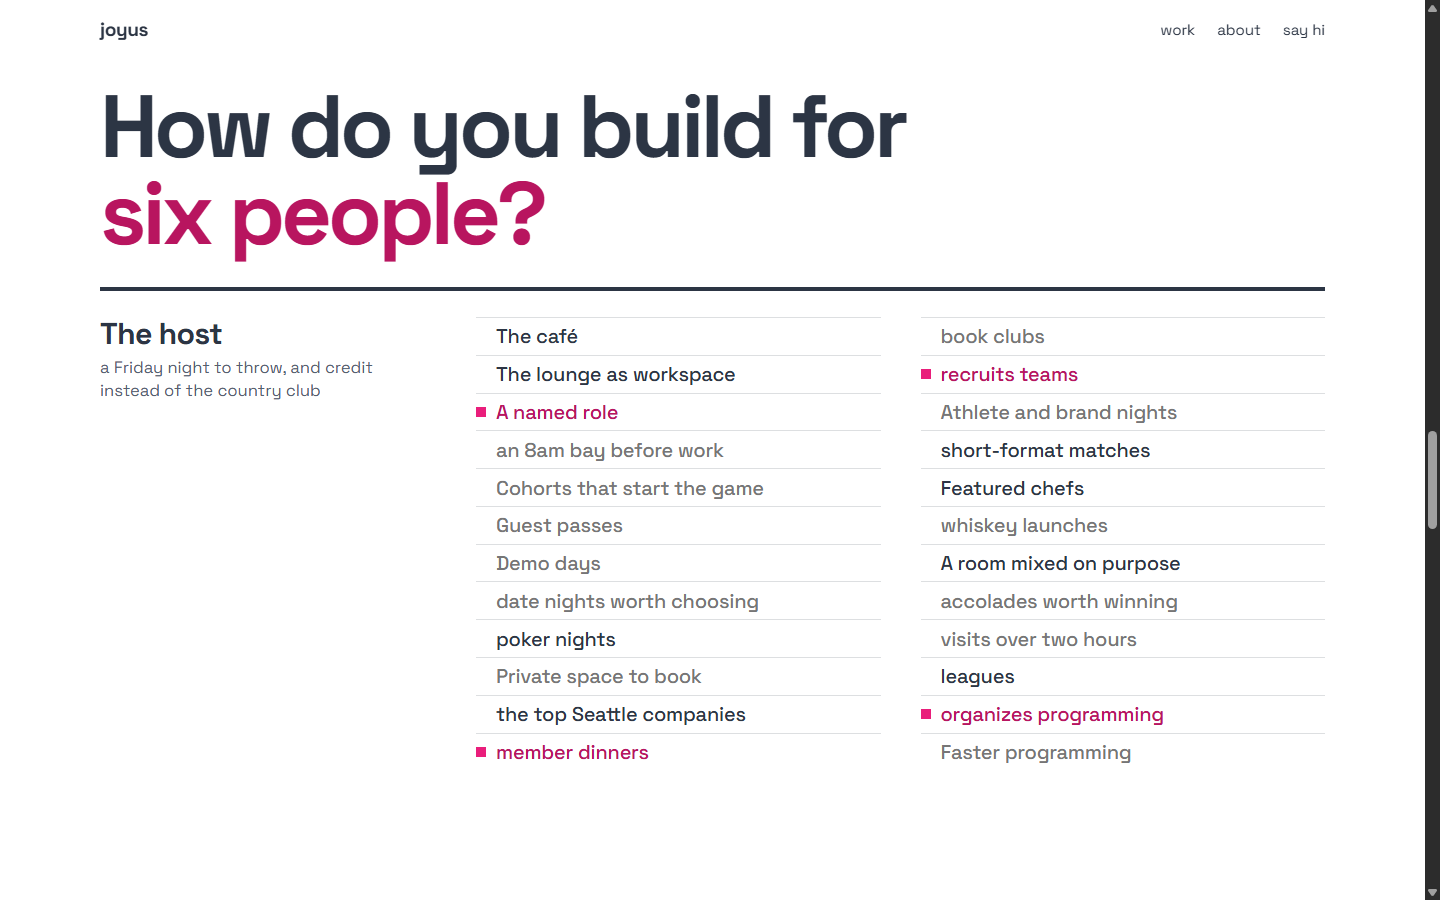 joyus
work about say hi
How do you build for
six people?
The host
a Friday night to throw, and credit
instead of the country club
The café
The lounge as workspace
A named role
an 8am bay before work
Cohorts that start the game
Guest passes
Demo days
date nights worth choosing
poker nights
Private space to book
the top Seattle companies
member dinners
book clubs
recruits teams
Athlete and brand nights
short-format matches
Featured chefs
whiskey launches
A room mixed on purpose
accolades worth winning
visits over two hours
leagues
organizes programming
Faster programming